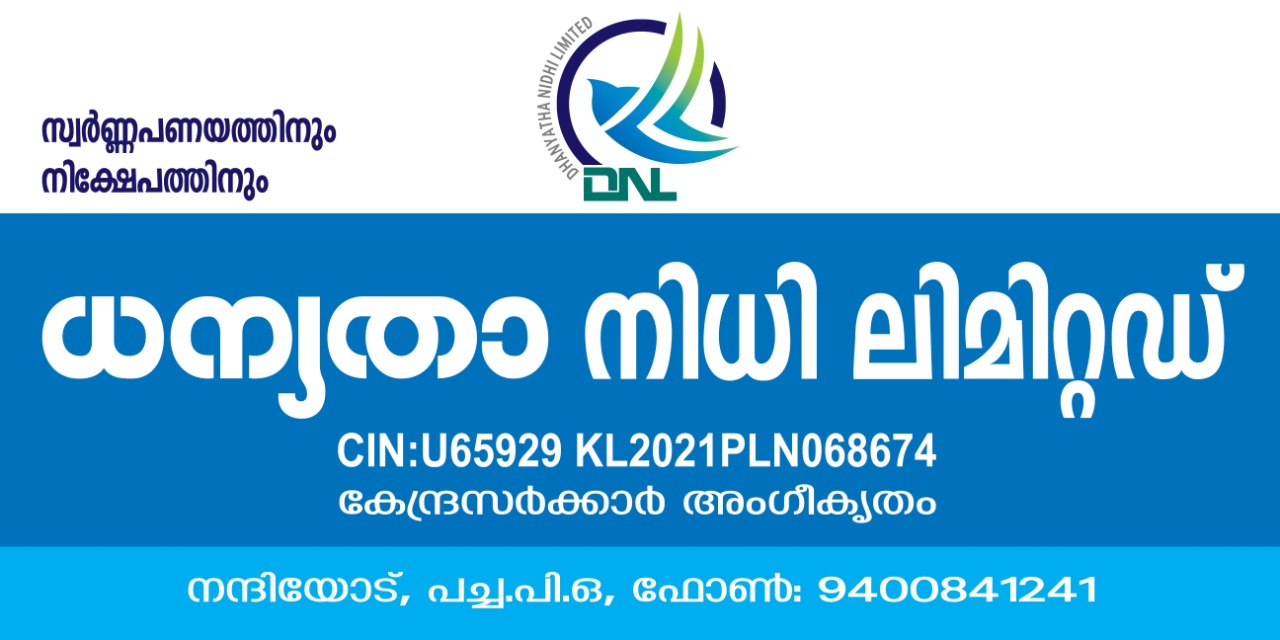 സ്വർണ്ണപണയത്തിനും
നിക്ഷേപത്തിനും
DHANYATHA NIDHI LIMITED
DNL
ധന്യതാ നിധി ലിമിറ്റഡ്
CIN:U65929 KL2021PLN068674
കേന്ദ്രസർക്കാർ അംഗീകൃതം
നന്ദിയോട്, പച്ച.പി.ഒ, ഫോൺ: 9400841241